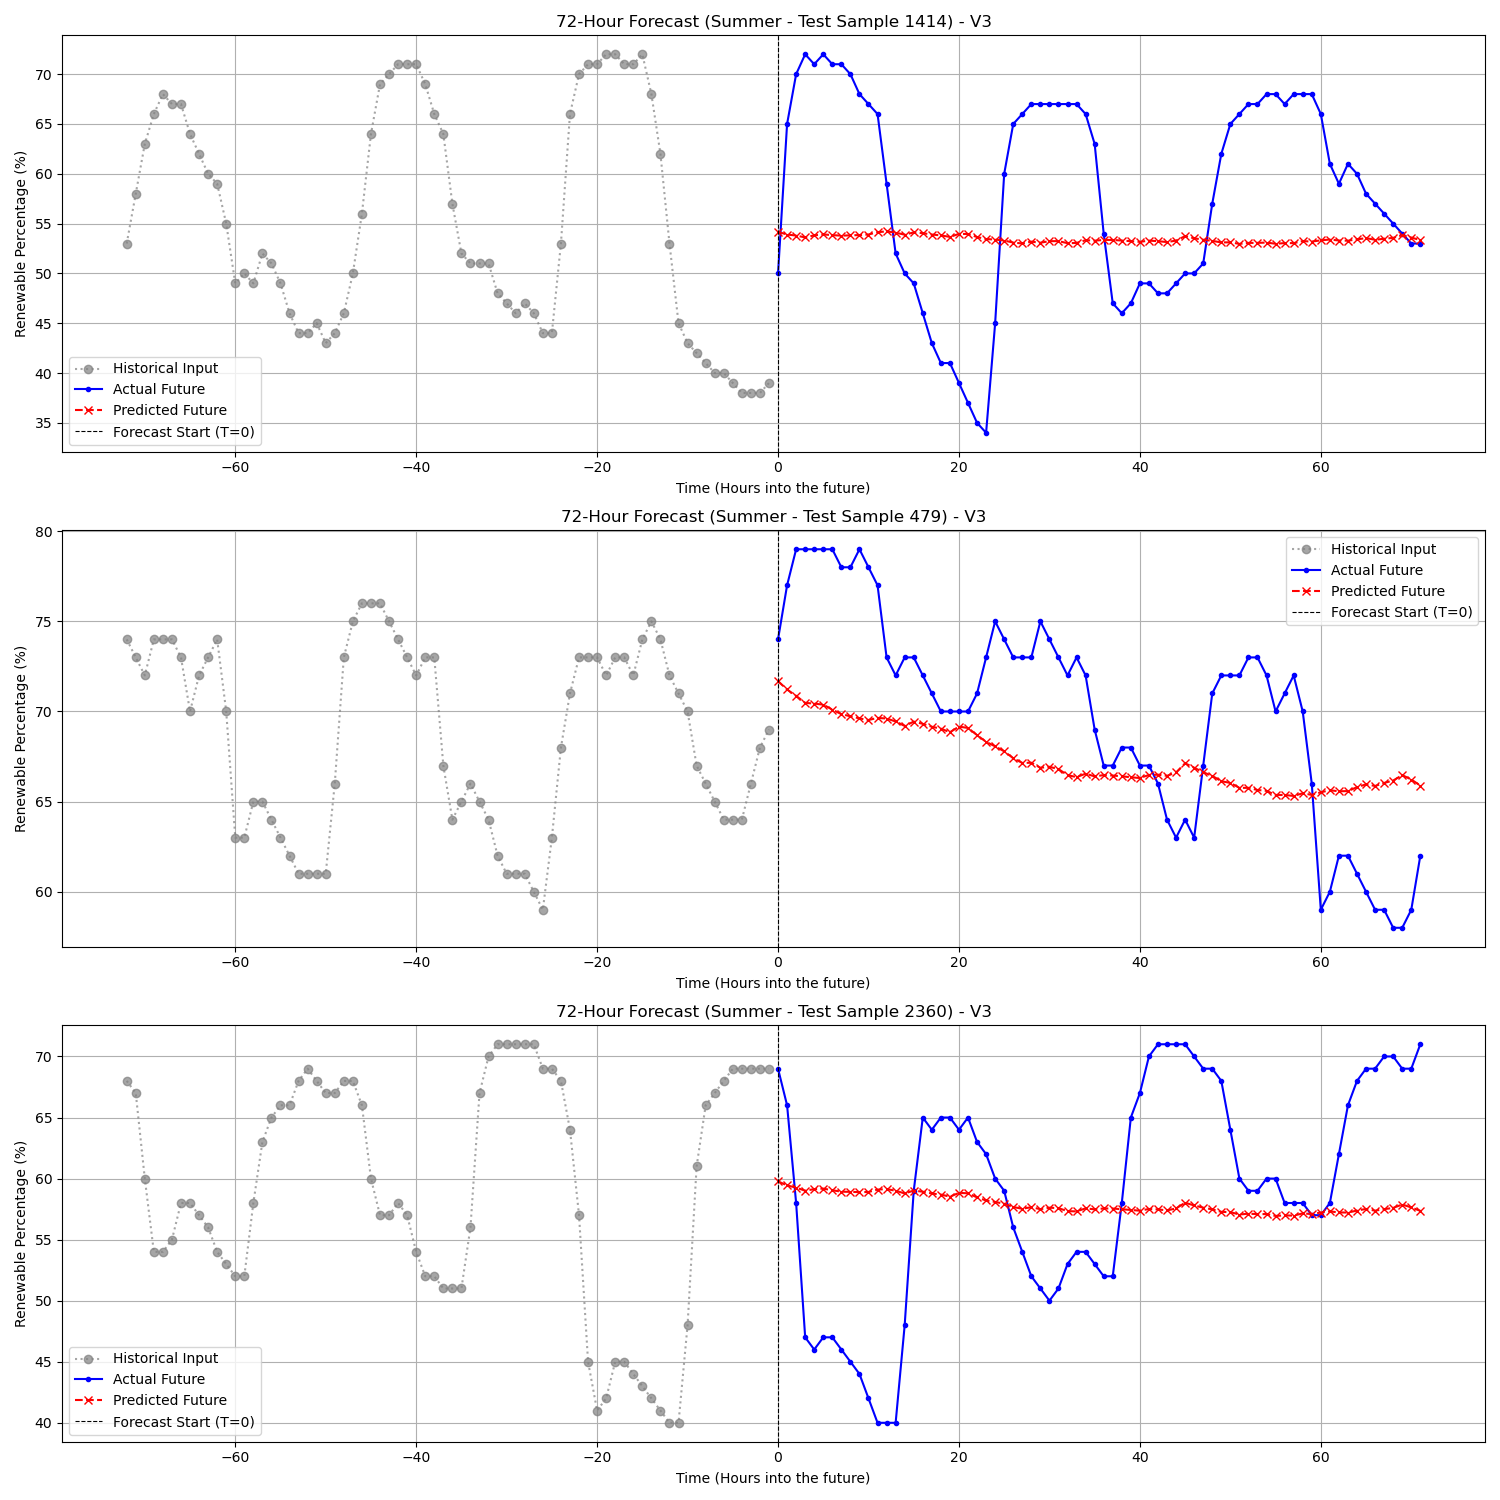 72-Hour Forecast (Summer - Test Sample 1414) - V3
Renewable Percentage (%)
70
65
60
55
50
45
40
35
Historical Input
Actual Future
Predicted Future
Forecast Start (T=0)
−60 −40 −20 0 20 40 60
Time (Hours into the future)
72-Hour Forecast (Summer - Test Sample 479) - V3
Renewable Percentage (%)
80
75
70
65
60
Historical Input
Actual Future
Predicted Future
Forecast Start (T=0)
−60 −40 −20 0 20 40 60
Time (Hours into the future)
72-Hour Forecast (Summer - Test Sample 2360) - V3
Renewable Percentage (%)
70
65
60
55
50
45
40
Historical Input
Actual Future
Predicted Future
Forecast Start (T=0)
−60 −40 −20 0 20 40 60
Time (Hours into the future)